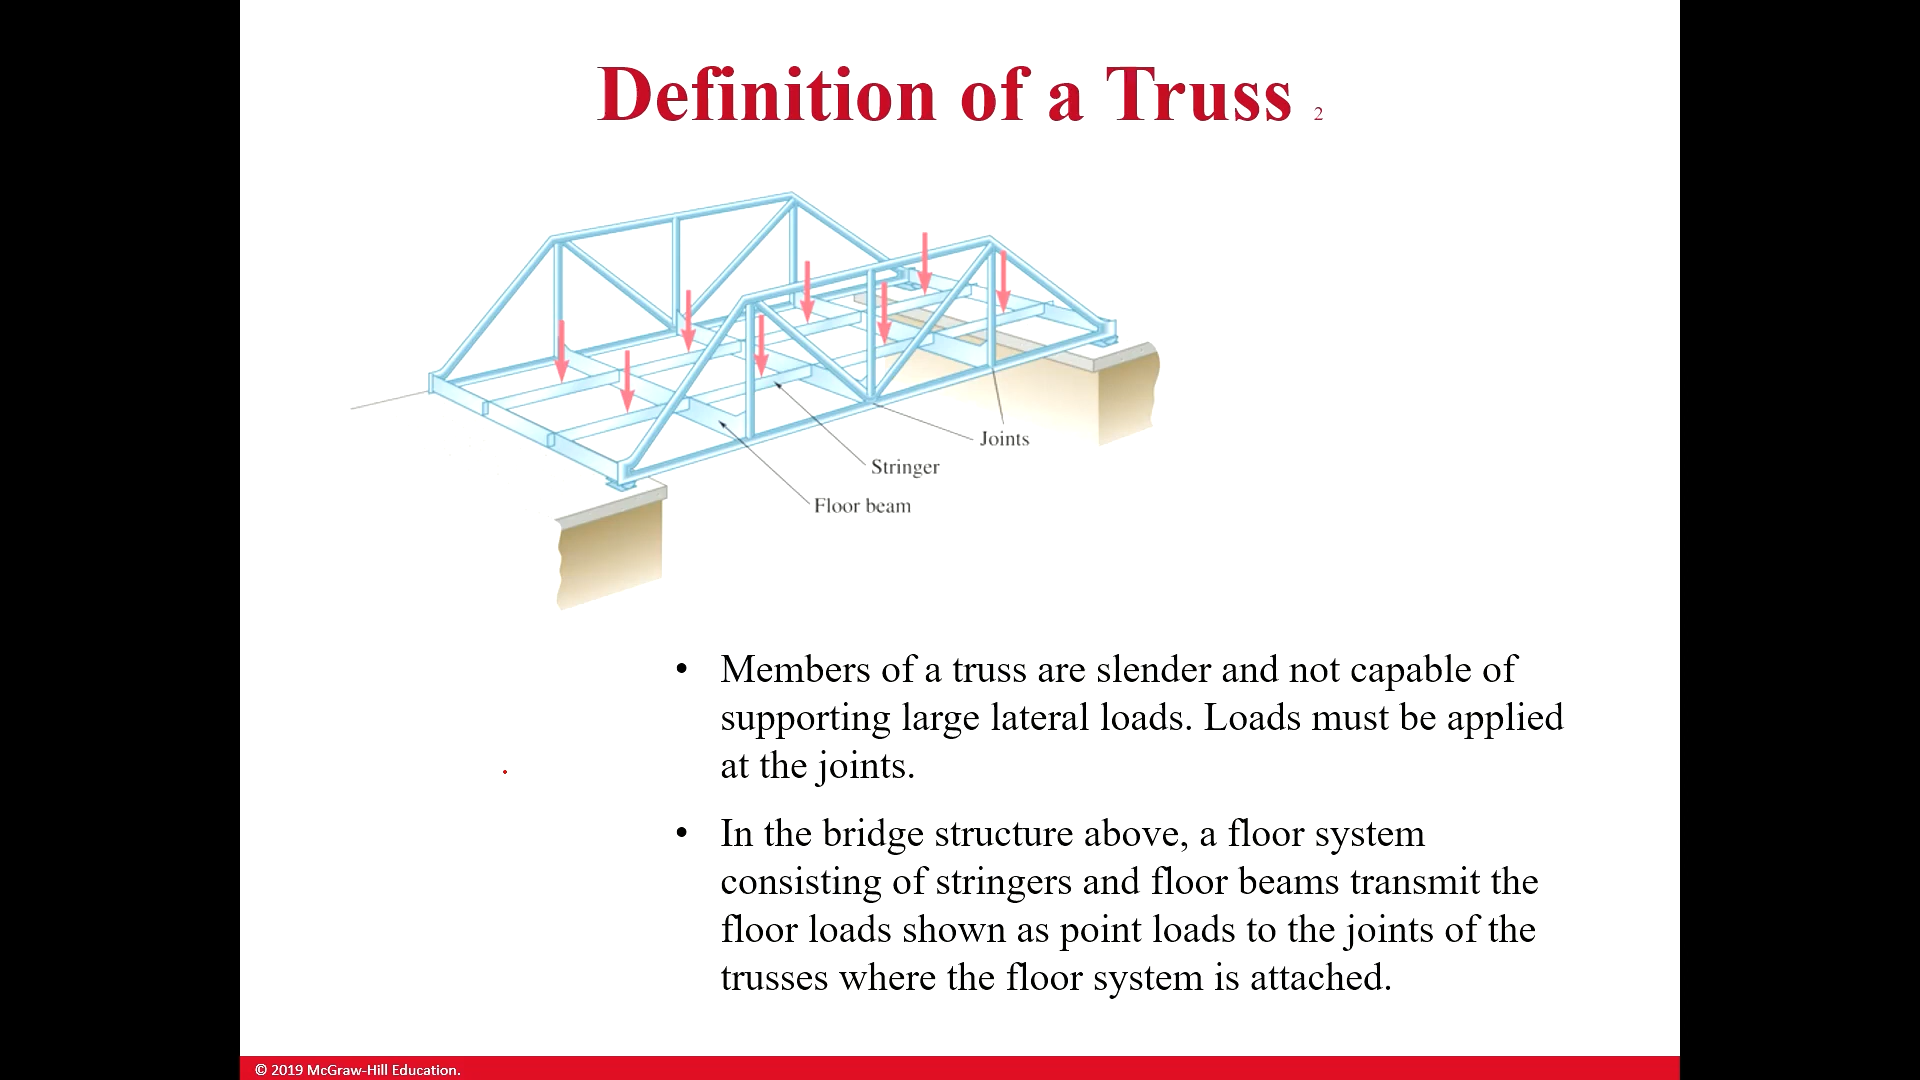 Definition of a Truss 2
Joints
Stringer
Floor beam
• Members of a truss are slender and not capable of
supporting large lateral loads. Loads must be applied
at the joints.
• In the bridge structure above, a floor system
consisting of stringers and floor beams transmit the
floor loads shown as point loads to the joints of the
trusses where the floor system is attached.
© 2019 McGraw-Hill Education.